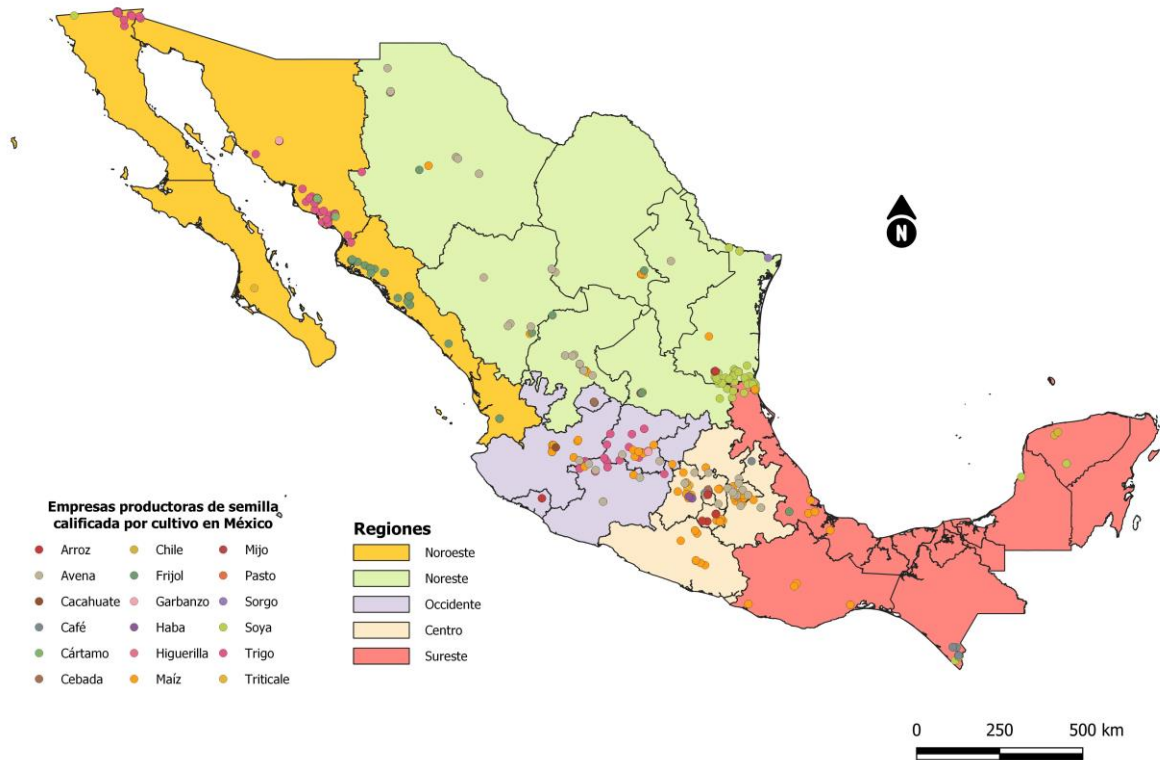 N
Empresas productoras de semilla
calificada por cultivo en México
Arroz
Avena
Cacahuate
Café
Cártamo
Cebada
Chile
Frijol
Garbanzo
Haba
Higuerilla
Maíz
Mijo
Pasto
Sorgo
Soya
Trigo
Triticale
Regiones
Noroeste
Noreste
Occidente
Centro
Sureste
0 250 500 km